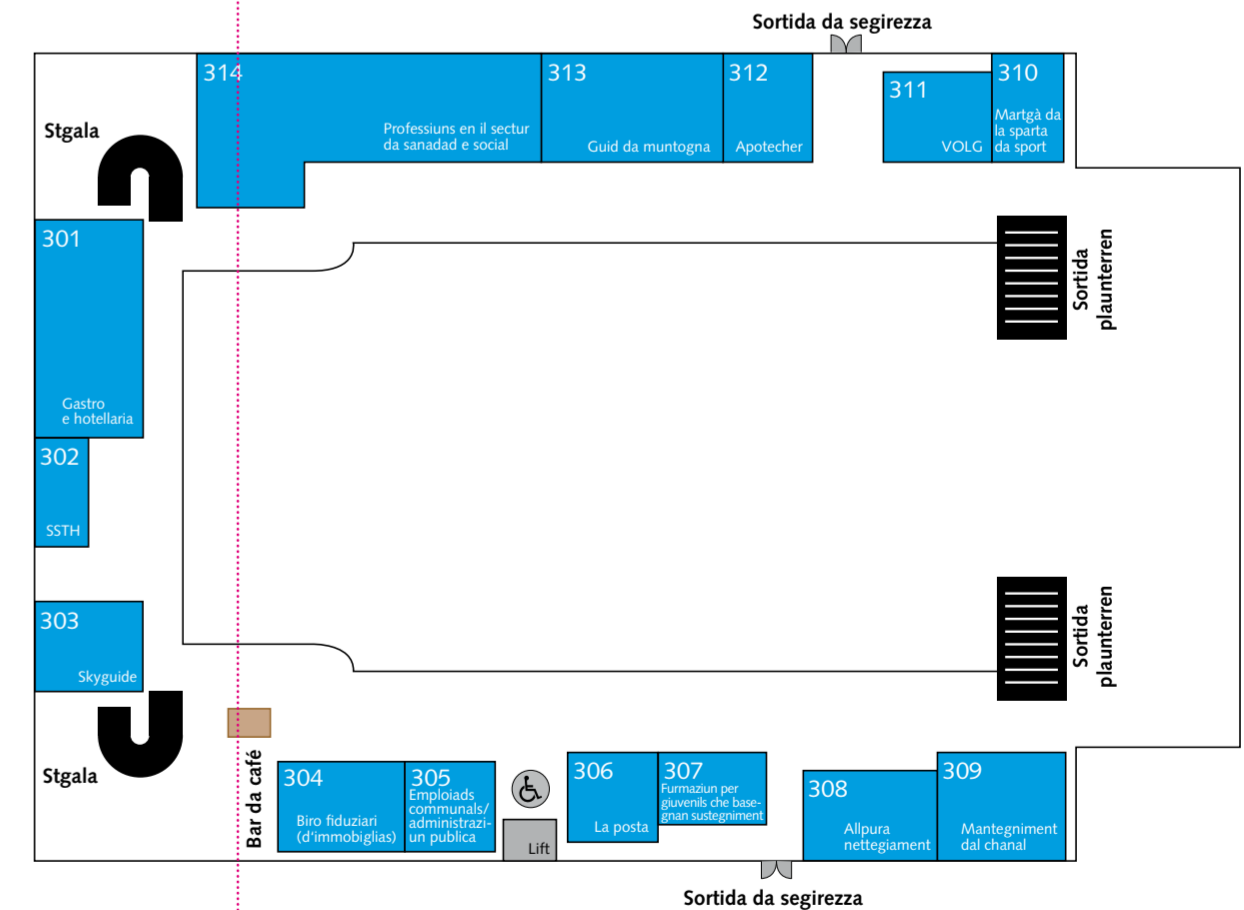 Sortida da segirezza
314
313
312
311
310
Professiuns en il sectur
da sanadad e social
Guid da muntogna
Apotecher
VOLG
Martgà da
la sparta
da sport
Stgala
301
Gastro
e hotellaria
302
SSTH
303
Skyguide
Stgala
Sortida
plaunterren
Sortida
plaunterren
Bar da café
304
Biro fiduziari
(d'immobiglias)
305
Emploiads
communals/
administrazi-
un publica
Lift
306
La posta
307
Furmaziun per
giuvenils che base-
gnan sustegniment
308
Allpura
nettegiament
309
Mantegniment
dal chanal
Sortida da segirezza